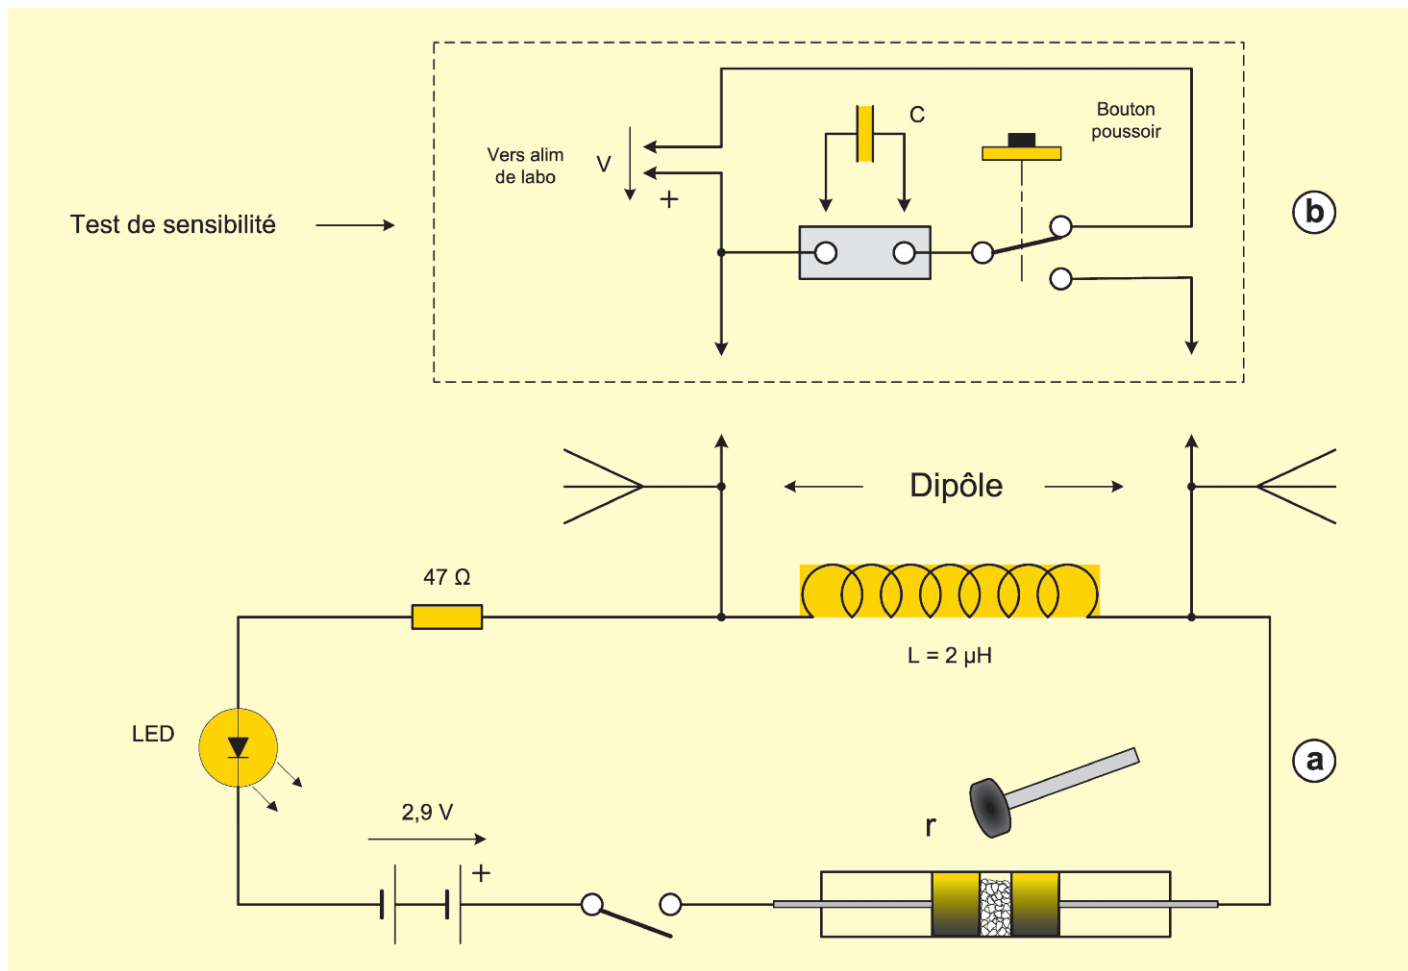 Bouton
poussoir
C
Vers alim
de labo
V
+
Test de sensibilité
b
Dipôle
47 Ω
L = 2 µH
LED
a
2,9 V
r
+